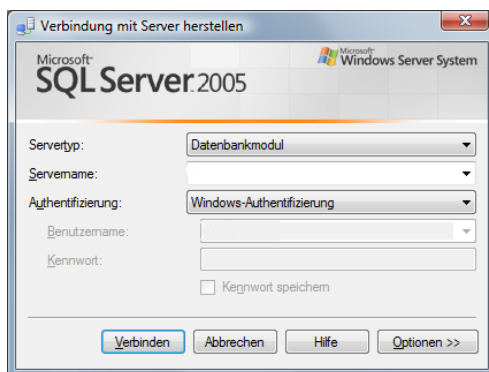 Verbindung mit Server herstellen
Microsoft
SQL Server 2005
Microsoft
Windows Server System
Servertyp:
Datenbankmodul
Servername:
Authentifizierung:
Windows-Authentifizierung
Benutzername:
Kennwort:
Kennwort speichern
Verbinden
Abbrechen
Hilfe
Optionen >>